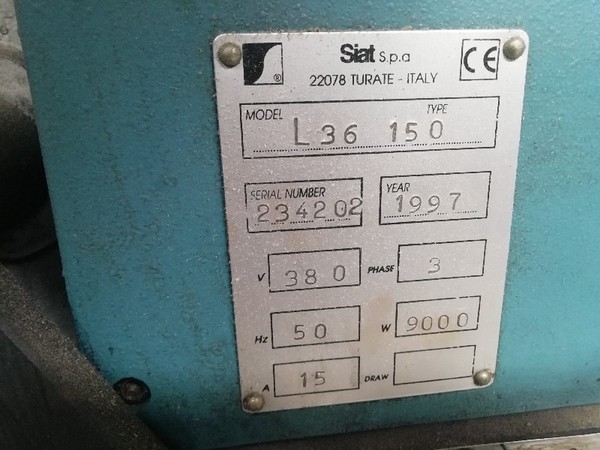 Siat S.p.a
®
CE
22078 TURATE - ITALY
MODEL TYPE
L36 150
SERIAL NUMBER
234202
YEAR
1997
V 380 PHASE 3
Hz 50 W 9000
A 15 DRAW